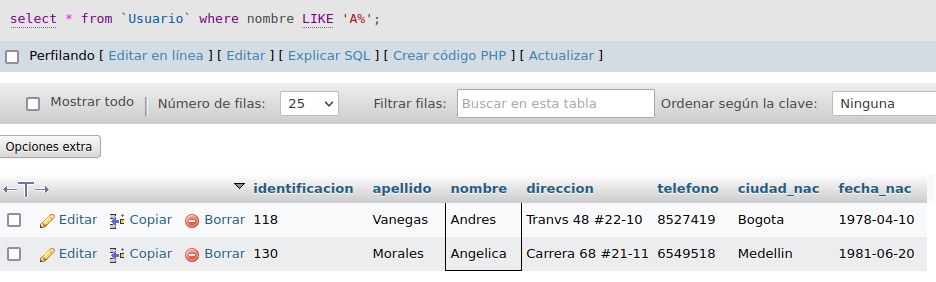 select * from `Usuario` where nombre LIKE 'A%';
Perfilando [ Editar en línea ] [ Editar ] [ Explicar SQL ] [ Crear código PHP ] [ Actualizar ]
Mostrar todo Número de filas: 25 Filtrar filas: Buscar en esta tabla Ordenar según la clave: Ninguna
Opciones extra
←T→ identificacion apellido nombre direccion telefono ciudad_nac fecha_nac
Editar Copiar Borrar 118 Vanegas Andres Tranvs 48 #22-10 8527419 Bogota 1978-04-10
Editar Copiar Borrar 130 Morales Angelica Carrera 68 #21-11 6549518 Medellin 1981-06-20